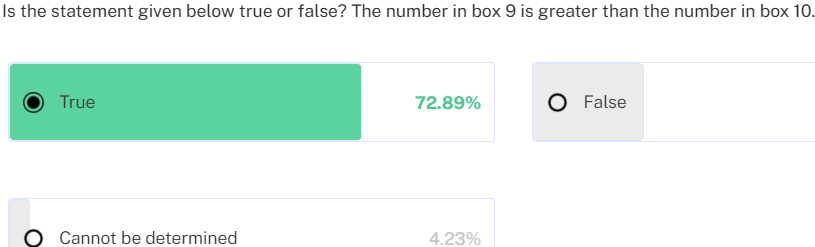 Is the statement given below true or false? The number in box 9 is greater than the number in box 10.
True 72.89% False
Cannot be determined 4.23%